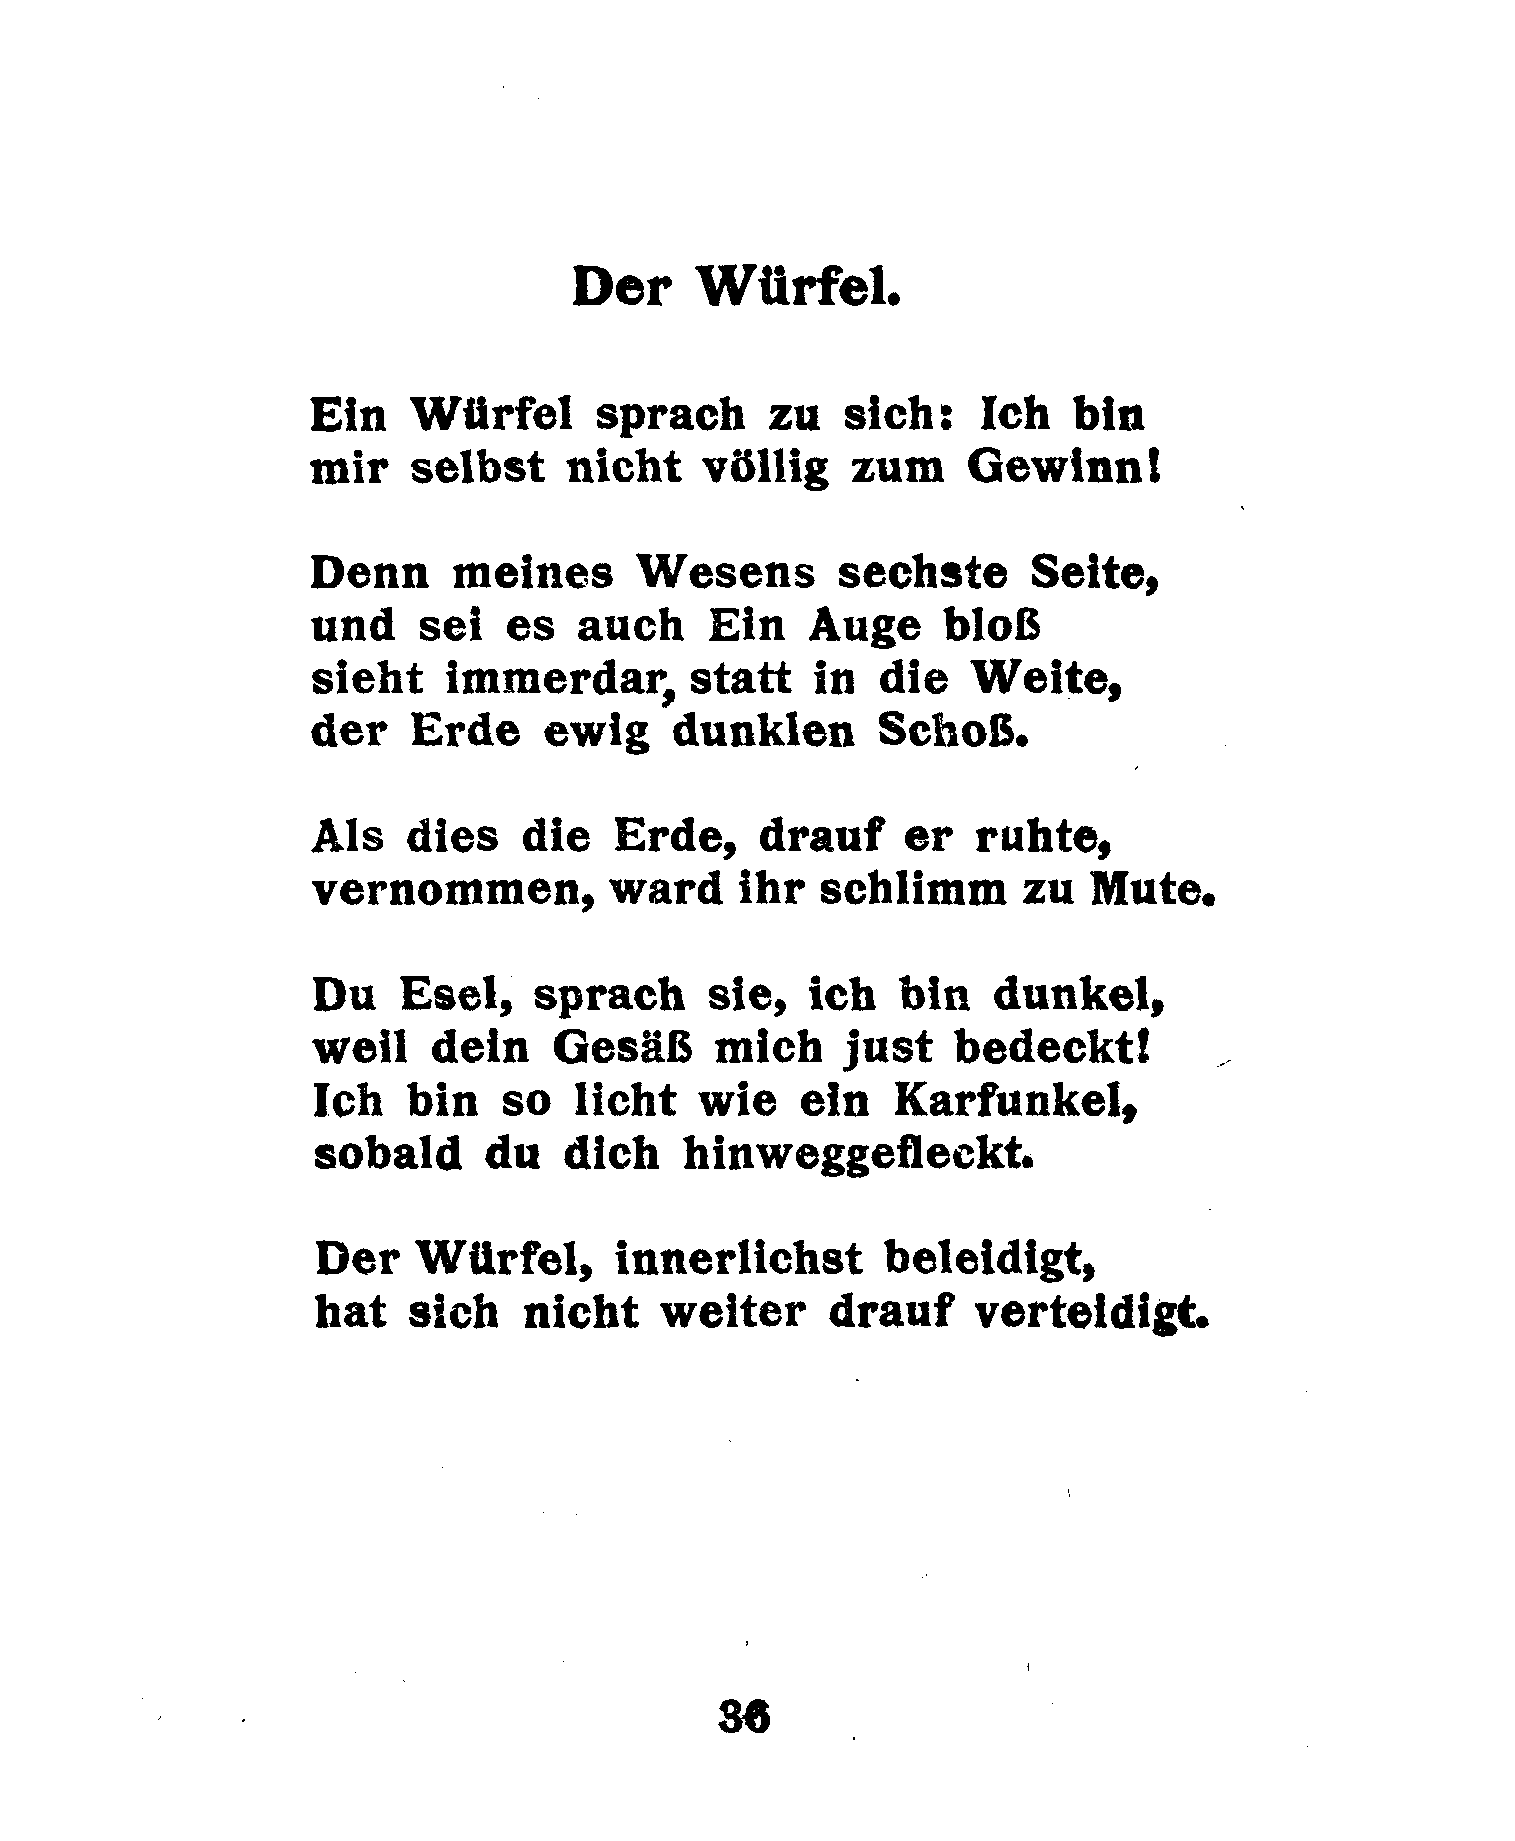 Der Würfel.
Ein Würfel sprach zu sich: Ich bin
mir selbst nicht völlig zum Gewinn!
Denn meines Wesens sechste Seite,
und sei es auch Ein Auge bloß
sieht immerdar, statt in die Weite,
der Erde ewig dunklen Schoß.
Als dies die Erde, drauf er ruhte,
vernommen, ward ihr schlimm zu Mute.
Du Esel, sprach sie, ich bin dunkel,
weil dein Gesäß mich just bedeckt!
Ich bin so licht wie ein Karfunkel,
sobald du dich hinweggefleckt.
Der Würfel, innerlichst beleidigt,
hat sich nicht weiter drauf verteidigt.
36